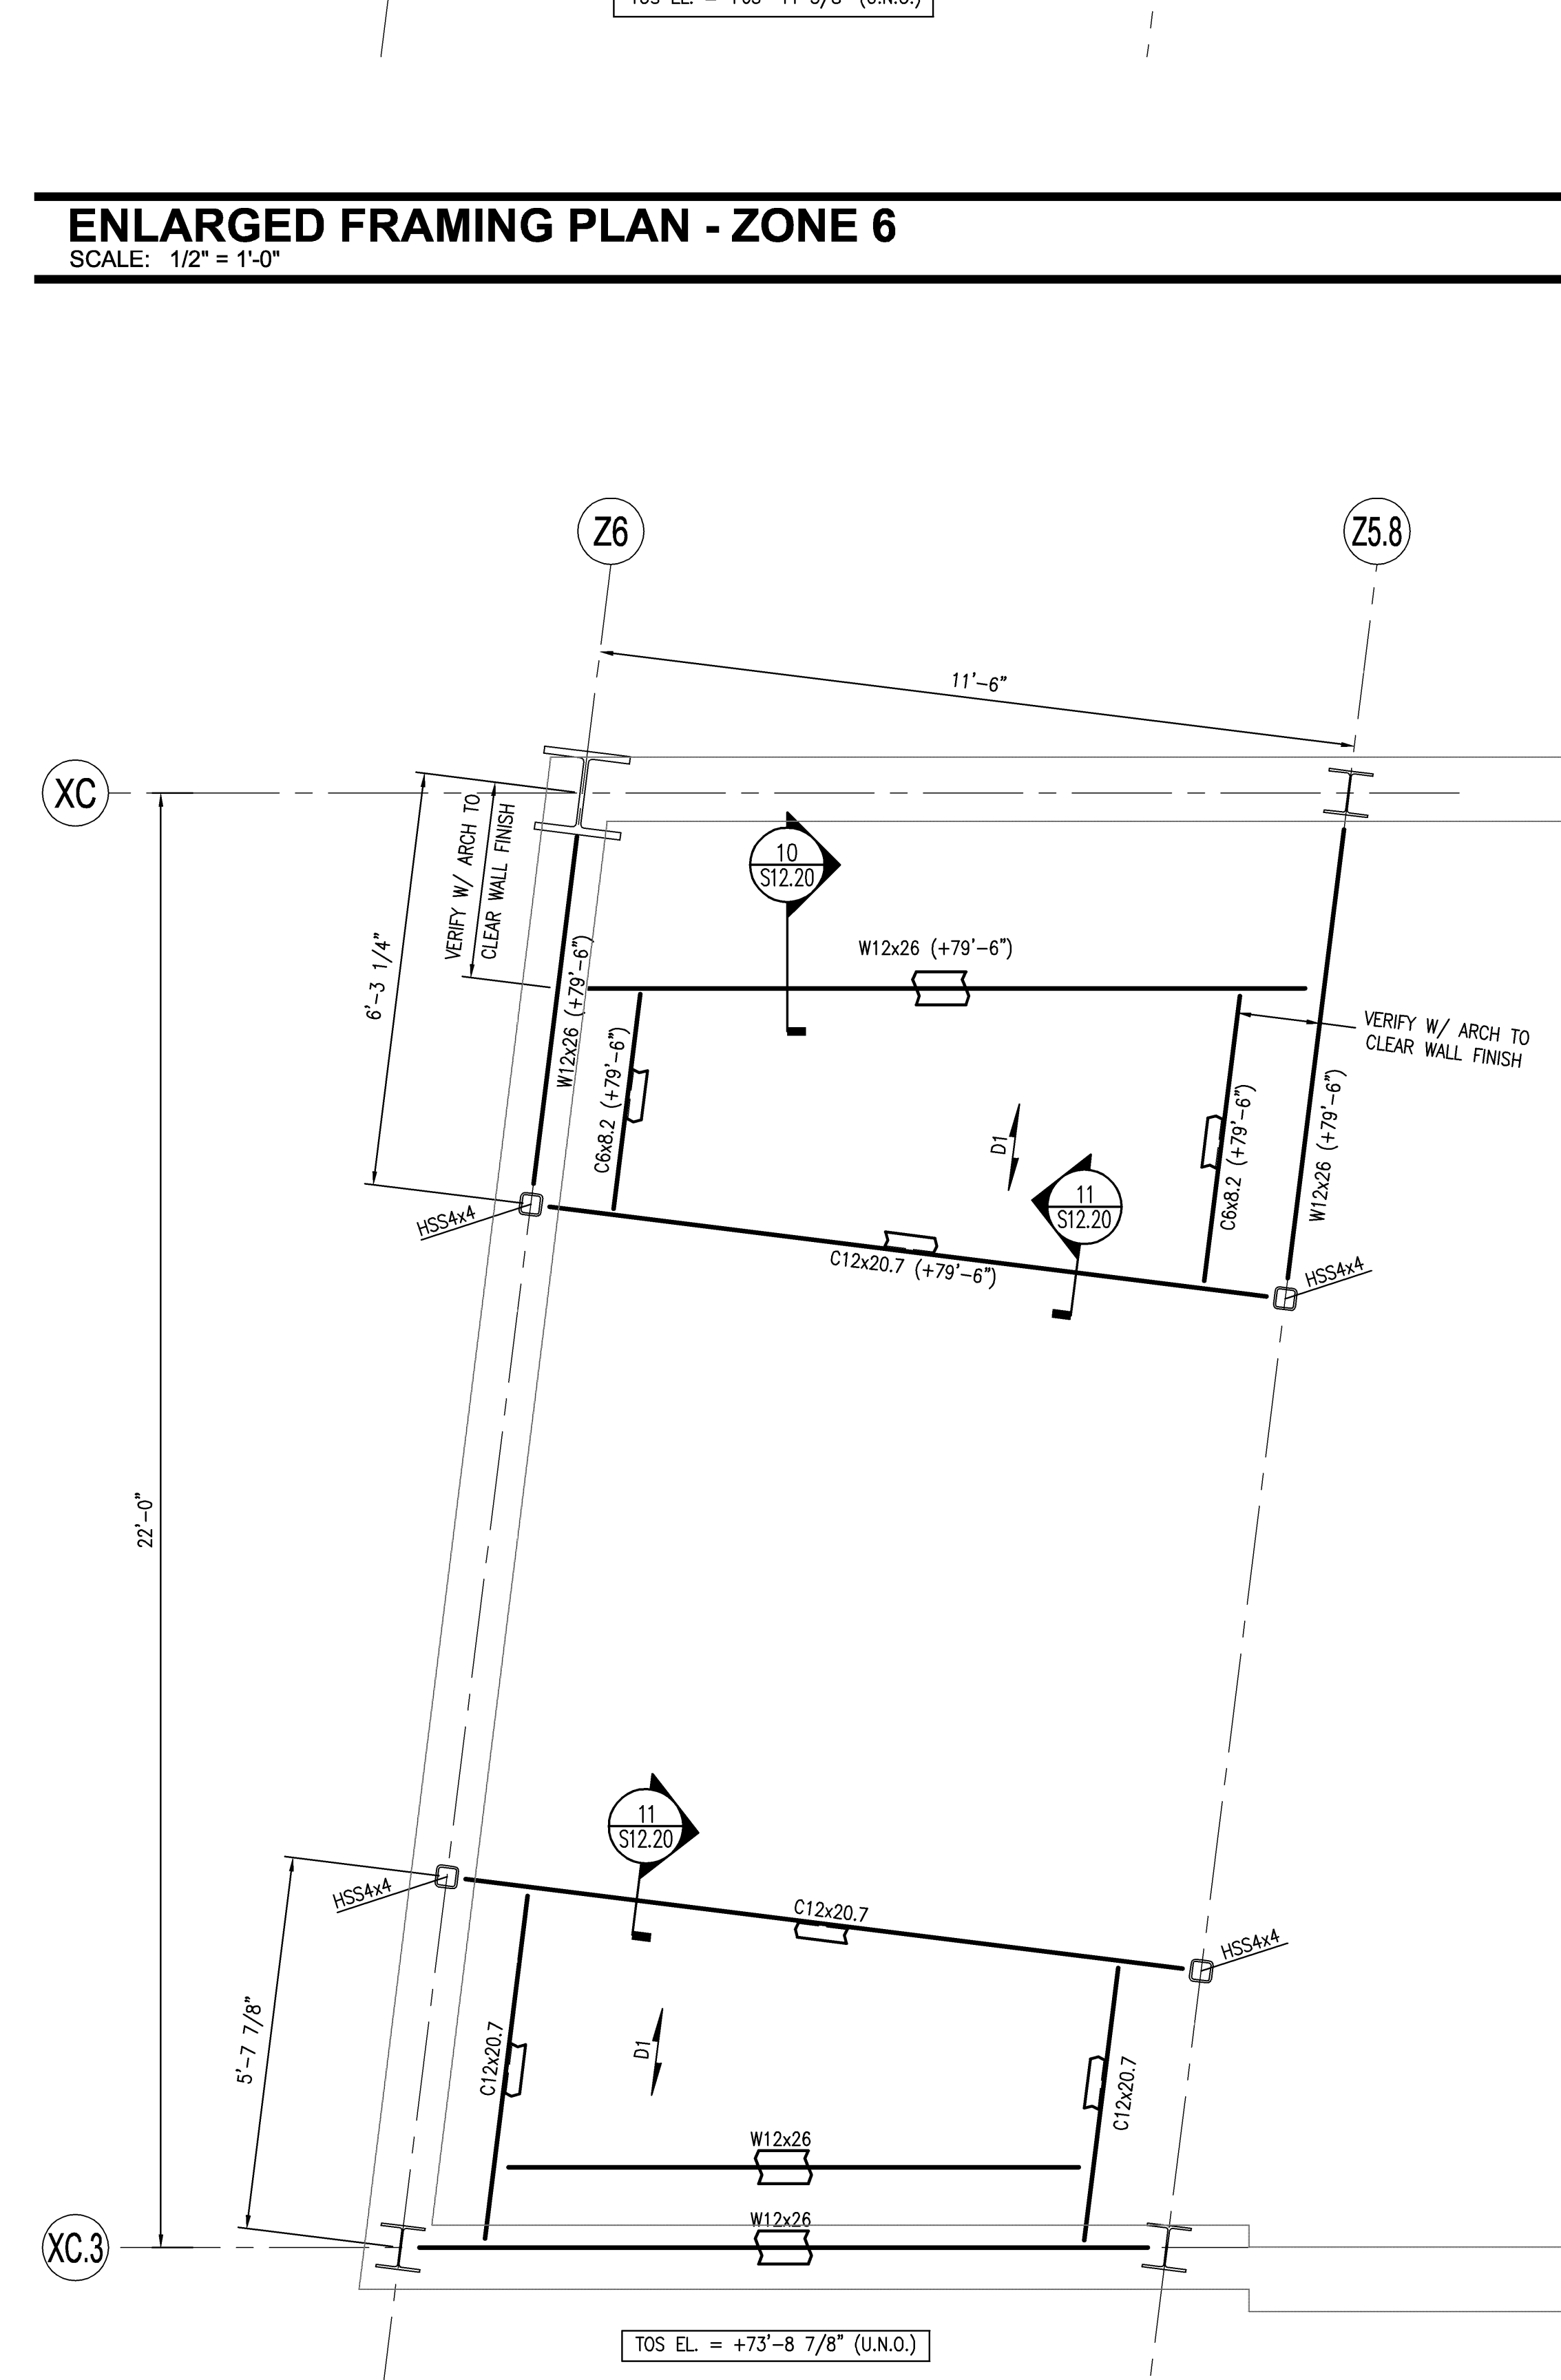 ENLARGED FRAMING PLAN - ZONE 6
SCALE: 1/2" = 1'-0"
Z6
Z5.8
11'-6"
XC
VERIFY W/ ARCH TO
CLEAR WALL FINISH
6'-3 1/4"
10
S12.20
W12x26 (+79'-6")
W12x26 (+79'-6")
C6x8.2 (+79'-6")
VERIFY W/ ARCH TO
CLEAR WALL FINISH
D1
C6x8.2 (+79'-6")
W12x26 (+79'-6")
11
S12.20
HSS4x4
C12x20.7 (+79'-6")
HSS4x4
22'-0"
11
S12.20
HSS4x4
C12x20.7
HSS4x4
5'-7 7/8"
C12x20.7
D1
C12x20.7
W12x26
W12x26
XC.3
TOS EL. = +73'-8 7/8" (U.N.O.)